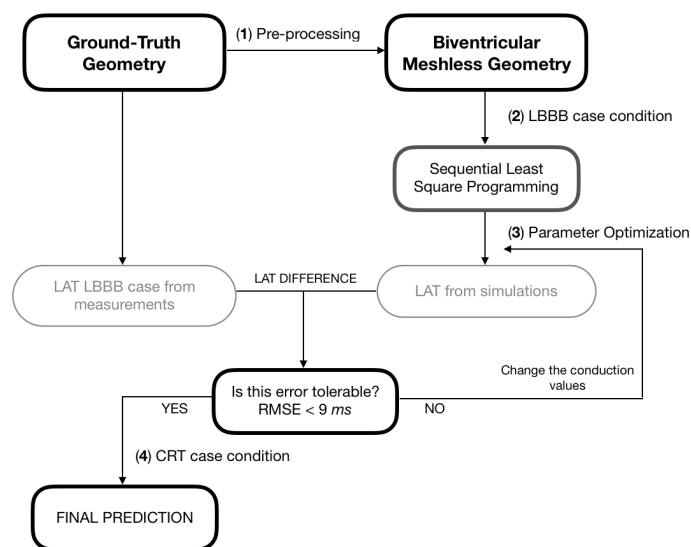 Ground-Truth
Geometry
(1) Pre-processing
Biventricular
Meshless Geometry
(2) LBBB case condition
Sequential Least
Square Programming
(3) Parameter Optimization
LAT LBBB case from
measurements
LAT DIFFERENCE
LAT from simulations
Is this error tolerable?
RMSE < 9 ms
Change the conduction
values
YES
NO
(4) CRT case condition
FINAL PREDICTION